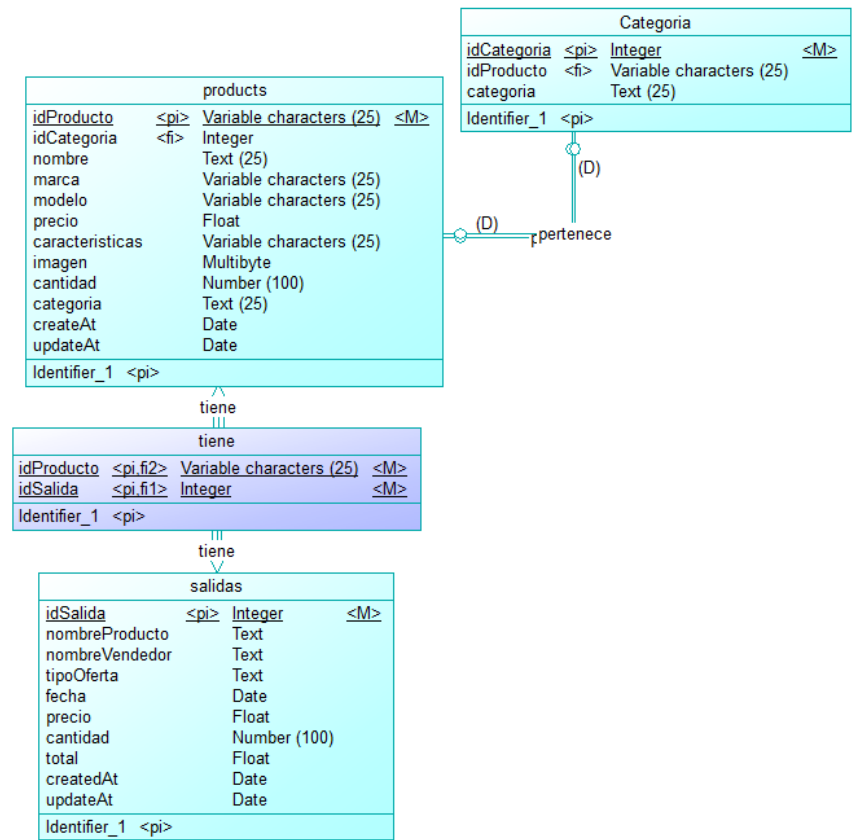 Categoria
idCategoria <pi> Integer <M>
idProducto <fi> Variable characters (25)
categoria Text (25)
Identifier_1 <pi>
products
idProducto <pi> Variable characters (25) <M>
idCategoria <fi> Integer
nombre Text (25)
marca Variable characters (25)
modelo Variable characters (25)
precio Float
caracteristicas Variable characters (25)
imagen Multibyte
cantidad Number (100)
categoria Text (25)
createAt Date
updateAt Date
Identifier_1 <pi>
(D)
(D)
pertenece
tiene
tiene
idProducto <pi,fi2> Variable characters (25) <M>
idSalida <pi,fi1> Integer <M>
Identifier_1 <pi>
tiene
salidas
idSalida <pi> Integer <M>
nombreProducto Text
nombreVendedor Text
tipoOferta Text
fecha Date
precio Float
cantidad Number (100)
total Float
createdAt Date
updateAt Date
Identifier_1 <pi>